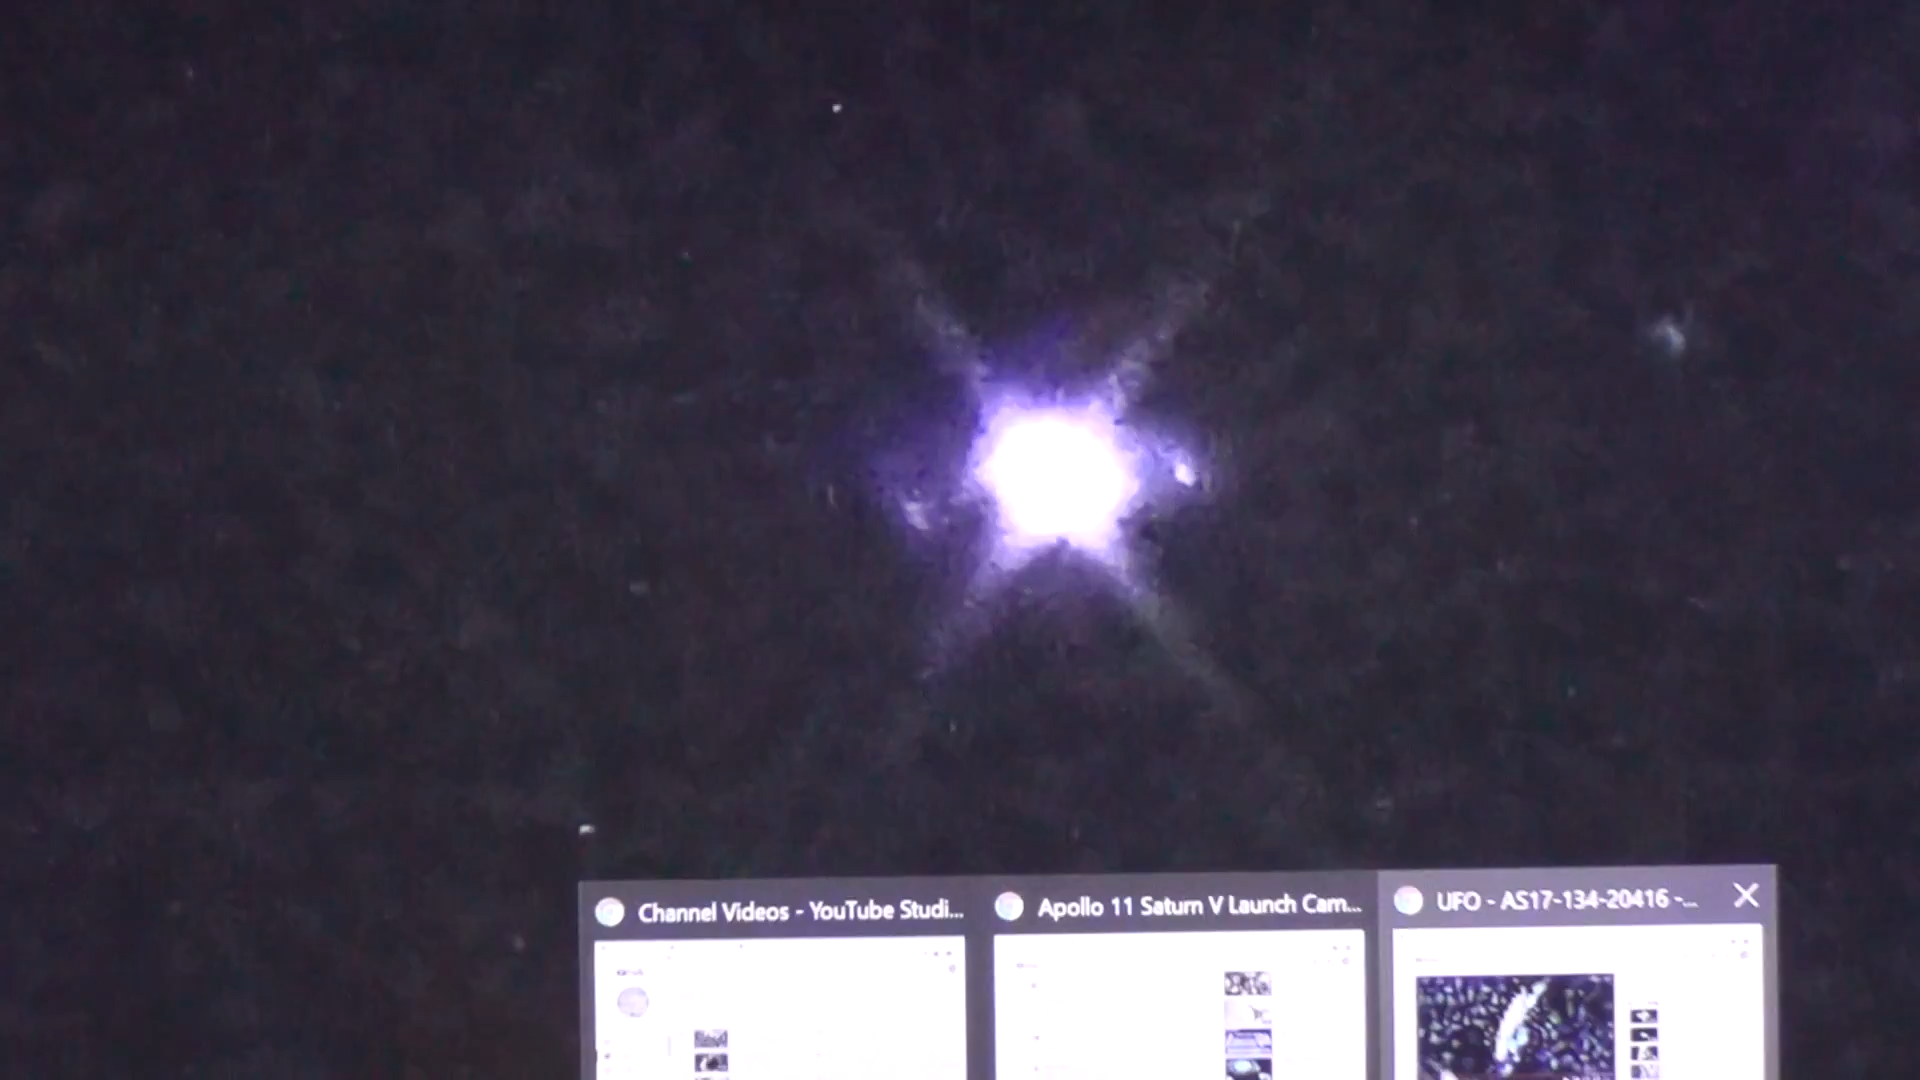 Channel Videos - YouTube Studi...
Apollo 11 Saturn V Launch Cam...
UFO - AS17-134-20416 -...